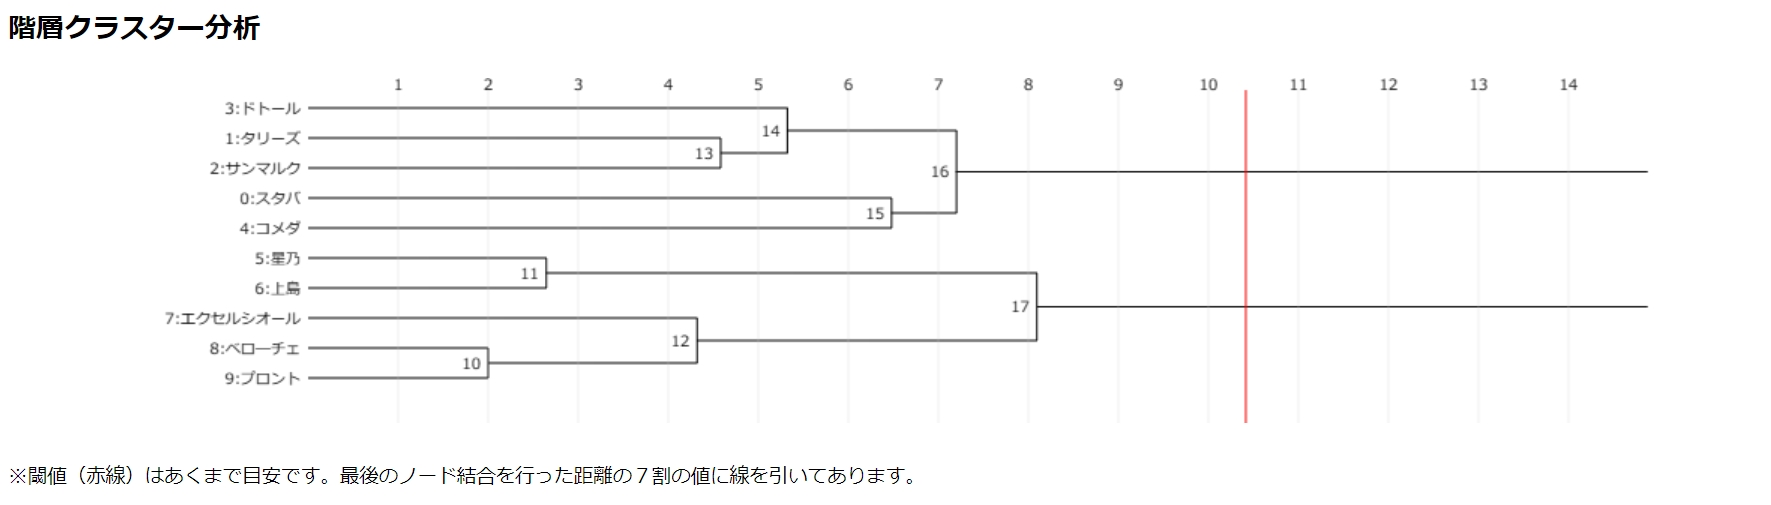 階層クラスター分析
1 2 3 4 5 6 7 8 9 10 11 12 13 14
3:ドトール
14
1:タリーズ
13
2:サンマルク
16
0:スタバ
15
4:コメダ
5:星乃
11
6:上島
17
7:エクセルシオール
12
8:ベローチェ
10
9:プロント
※閾値（赤線）はあくまで目安です。最後のノード結合を行った距離の７割の値に線を引いてあります。